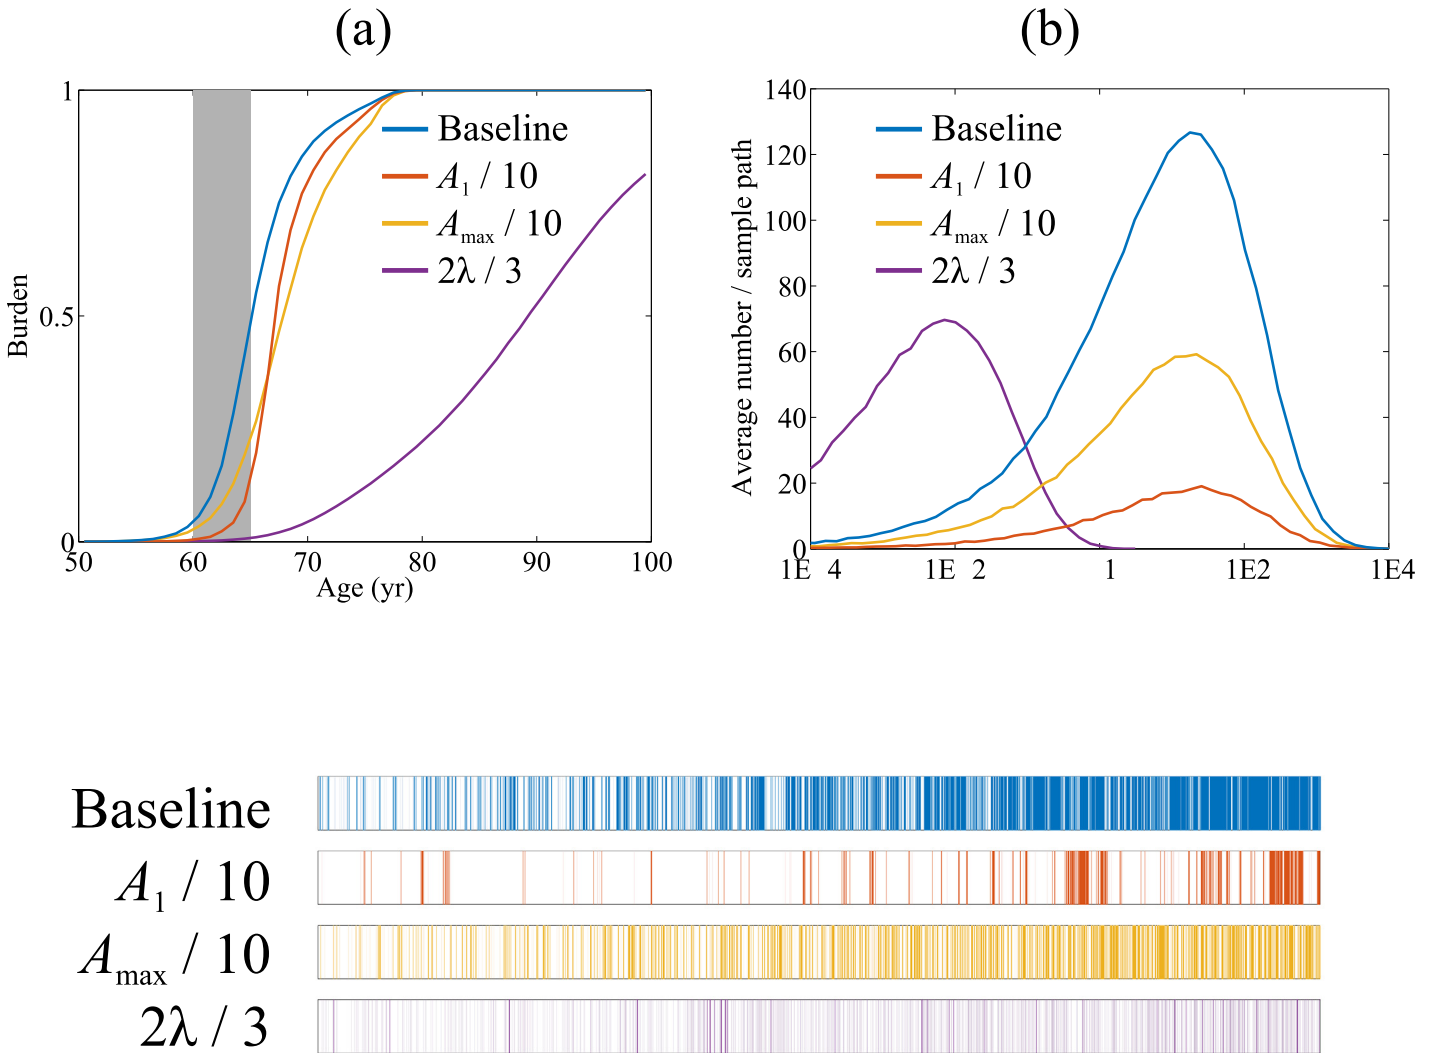 (a)
(b)
1
0.5
0
50
60
70
80
90
100
Burden
Age (yr)
Baseline
A1 / 10
Amax / 10
2λ / 3
140
120
100
80
60
40
20
0
1E 4
1E 2
1
1E2
1E4
Average number / sample path
Baseline
A1 / 10
Amax / 10
2λ / 3
Baseline
A1 / 10
Amax / 10
2λ / 3